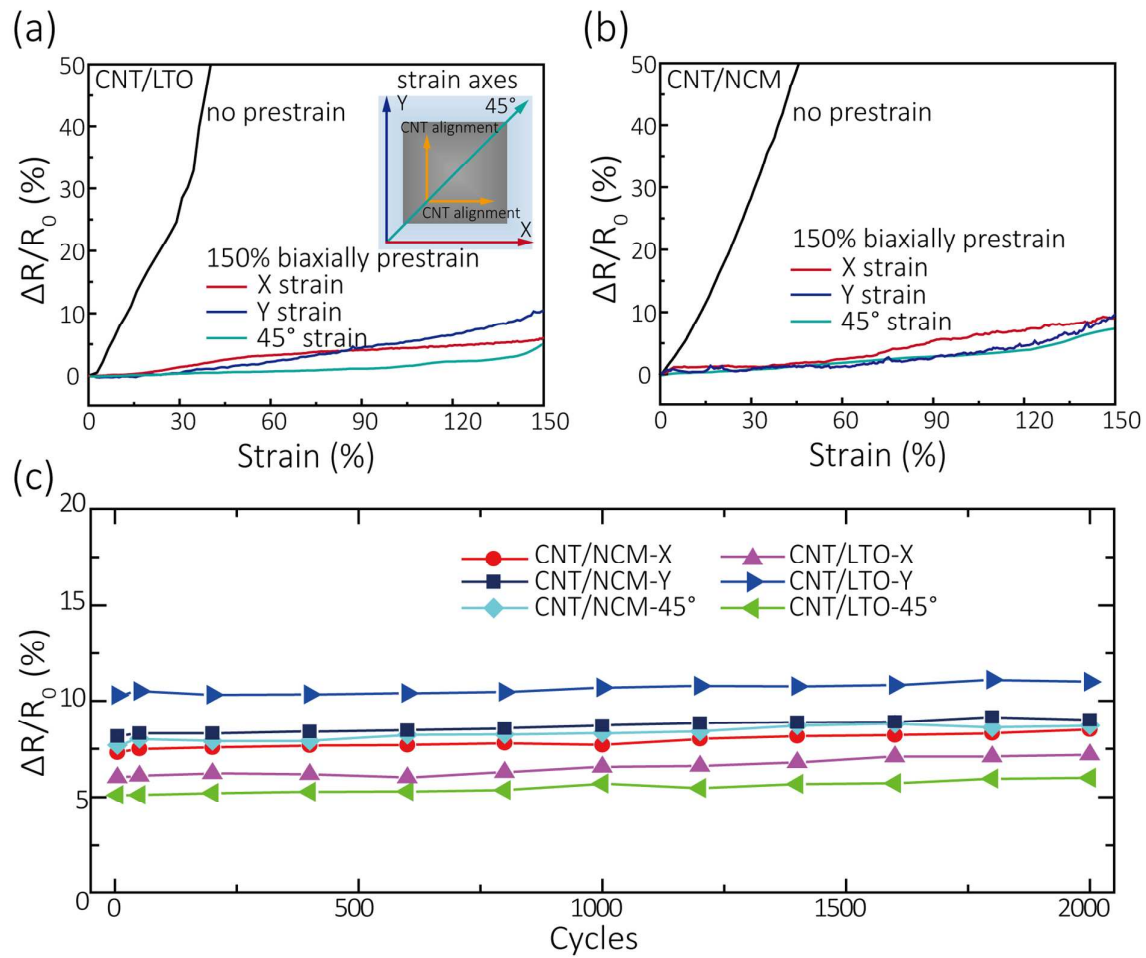 (a)
CNT/LTO
no prestrain
strain axes
Y
45°
CNT alignment
CNT alignment
X
150% biaxially prestrain
X strain
Y strain
45° strain
50
40
30
20
10
0
ΔR/R0 (%)
0 30 60 90 120 150
Strain (%)
(b)
CNT/NCM
no prestrain
150% biaxially prestrain
X strain
Y strain
45° strain
50
40
30
20
10
0
ΔR/R0 (%)
0 30 60 90 120 150
Strain (%)
(c)
20
15
10
5
0
ΔR/R0 (%)
CNT/NCM-X CNT/LTO-X
CNT/NCM-Y CNT/LTO-Y
CNT/NCM-45° CNT/LTO-45°
0 500 1000 1500 2000
Cycles